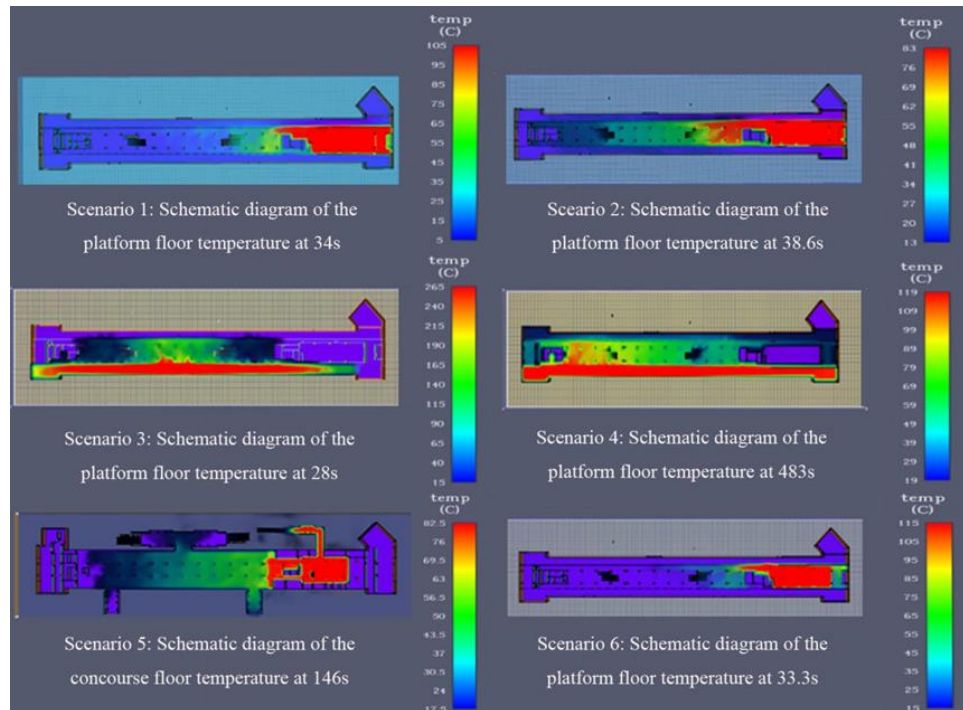 temp
(C)
105
95
85
75
65
55
45
35
25
15
5
Scenario 1: Schematic diagram of the
platform floor temperature at 34s
temp
(C)
83
76
69
62
55
48
41
34
27
20
13
Sceario 2: Schematic diagram of the
platform floor temperature at 38.6s
temp
(C)
265
240
215
190
165
140
115
90
65
40
15
Scenario 3: Schematic diagram of the
platform floor temperature at 28s
temp
(C)
119
109
99
89
79
69
59
49
39
29
19
Scenario 4: Schematic diagram of the
platform floor temperature at 483s
temp
(C)
82.5
76
69.5
63
56.5
50
43.5
37
30.5
24
17.5
Scenario 5: Schematic diagram of the
concourse floor temperature at 146s
temp
(C)
115
105
95
85
75
65
55
45
35
25
15
Scenario 6: Schematic diagram of the
platform floor temperature at 33.3s